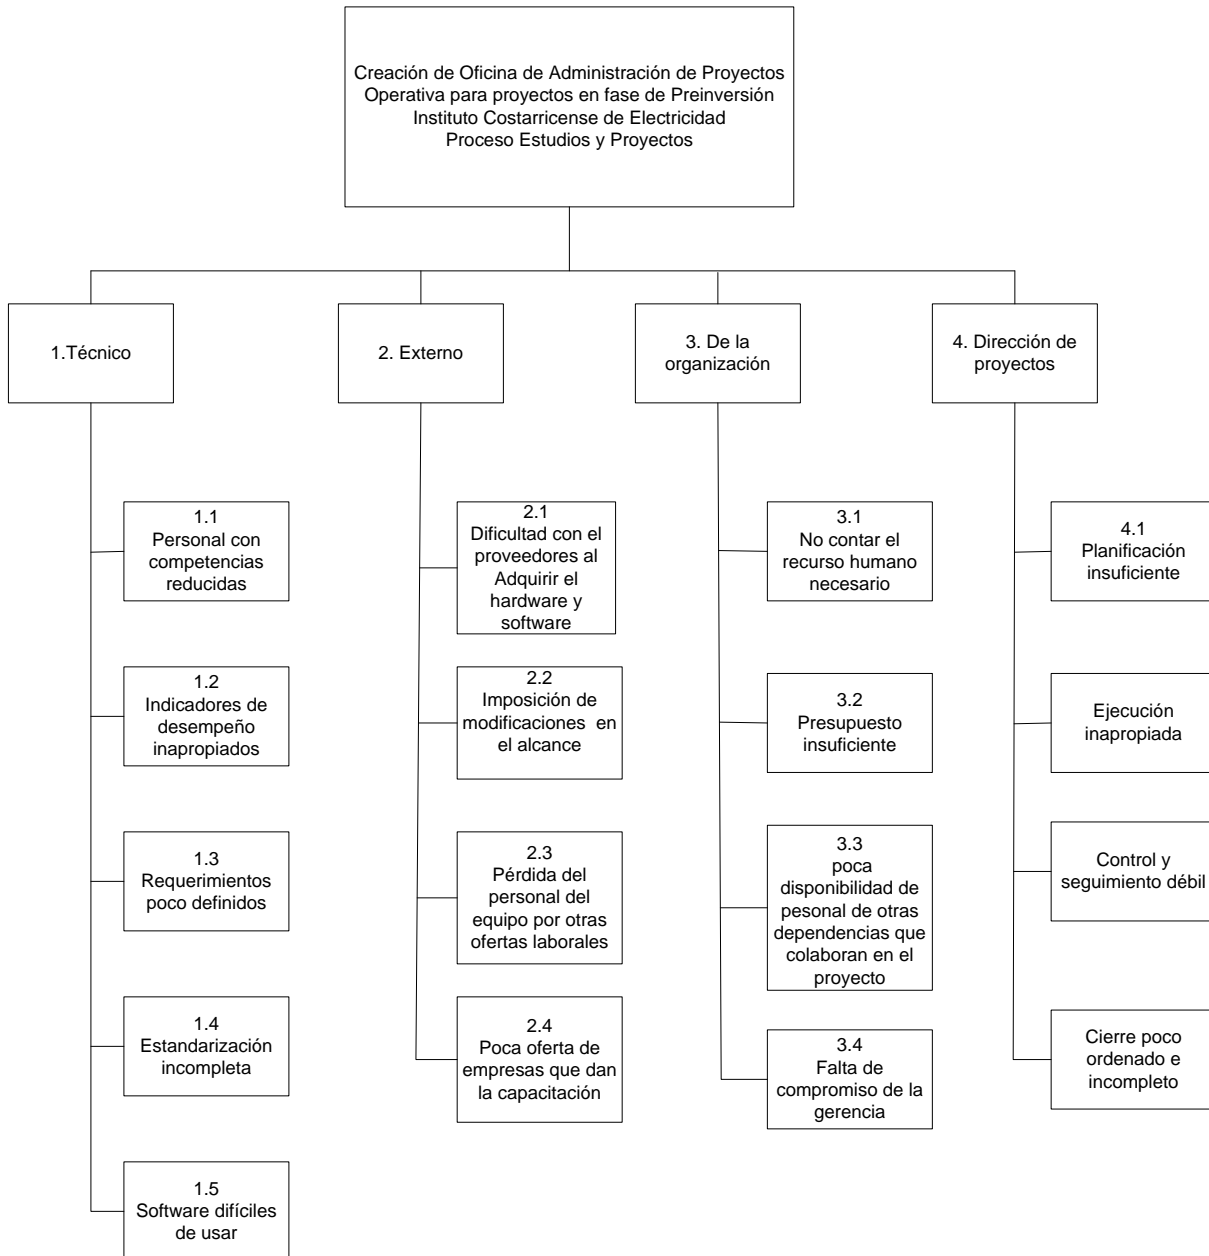 Creación de Oficina de Administración de Proyectos
Operativa para proyectos en fase de Preinversión
Instituto Costarricense de Electricidad
Proceso Estudios y Proyectos
1.Técnico
2. Externo
3. De la
organización
4. Dirección de
proyectos
1.1
Personal con
competencias
reducidas
1.2
Indicadores de
desempeño
inapropiados
1.3
Requerimientos
poco definidos
1.4
Estandarización
incompleta
1.5
Software difíciles
de usar
2.1
Dificultad con el
proveedores al
Adquirir el
hardware y
software
2.2
Imposición de
modificaciones en
el alcance
2.3
Pérdida del
personal del
equipo por otras
ofertas laborales
2.4
Poca oferta de
empresas que dan
la capacitación
3.1
No contar el
recurso humano
necesario
3.2
Presupuesto
insuficiente
3.3
poca
disponibilidad de
pesonal de otras
dependencias que
colaboran en el
proyecto
3.4
Falta de
compromiso de la
gerencia
4.1
Planificación
insuficiente
Ejecución
inapropiada
Control y
seguimiento débil
Cierre poco
ordenado e
incompleto